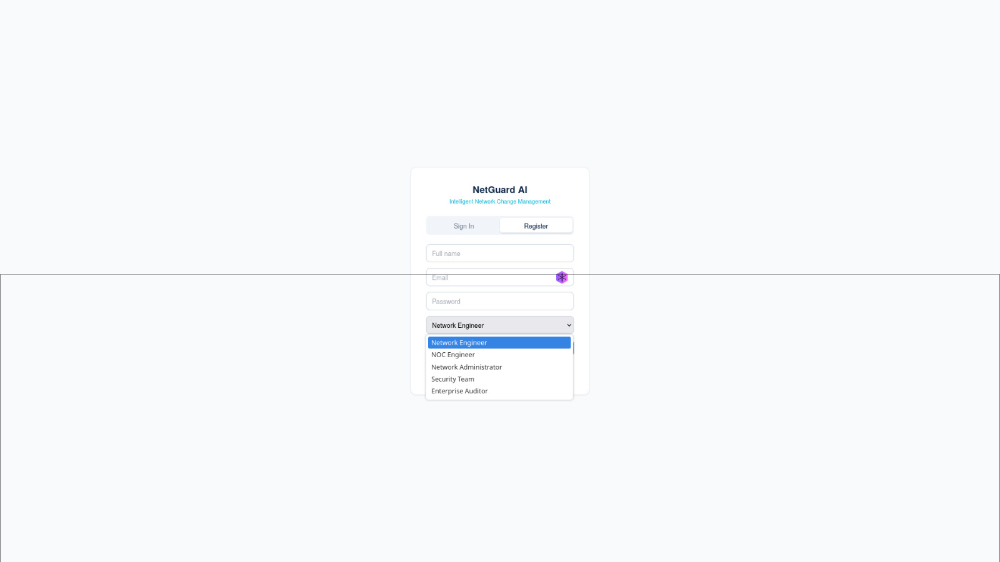 NetGuard AI
Intelligent Network Change Management
Sign In
Register
Full name
Email
Password
Network Engineer
Network Engineer
NOC Engineer
Network Administrator
Security Team
Enterprise Auditor